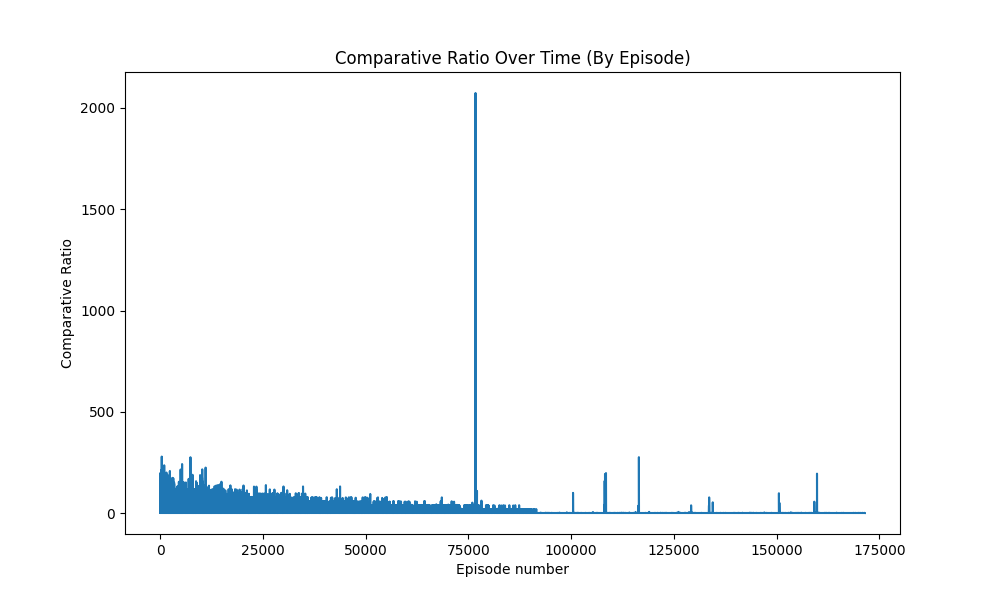 Comparative Ratio Over Time (By Episode)
2000
1500
1000
500
0
Comparative Ratio
0 25000 50000 75000 100000 125000 150000 175000
Episode number